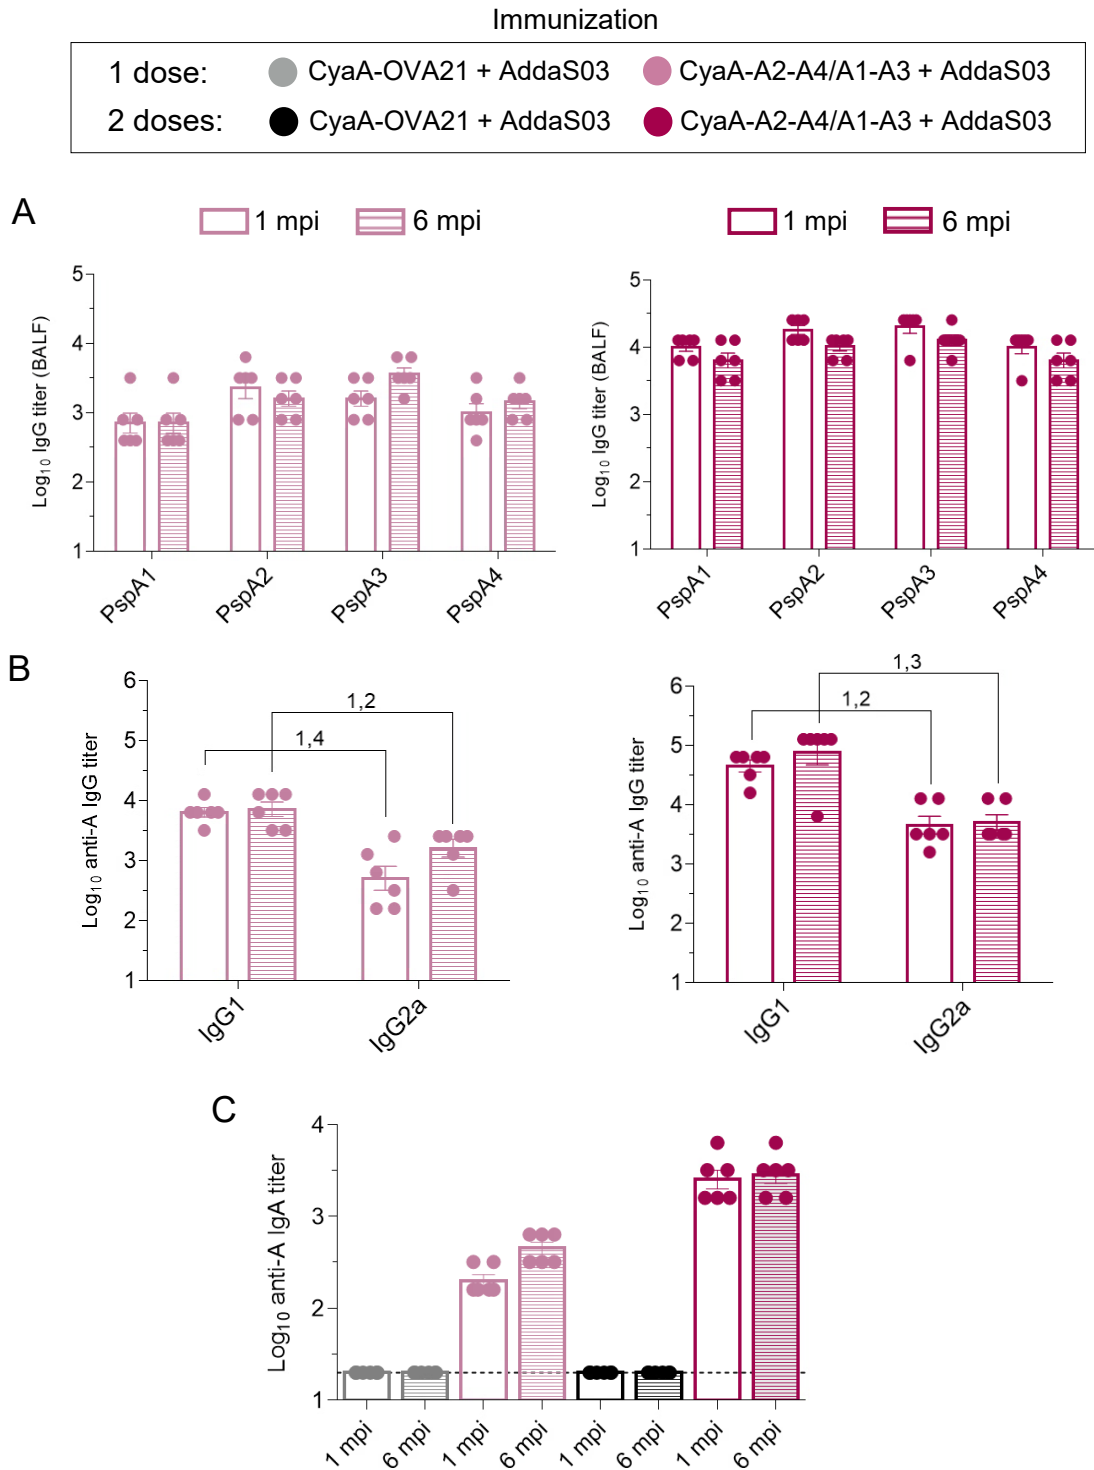 Immunization
1 dose: CyaA-OVA21 + AddaS03 CyaA-A2-A4/A1-A3 + AddaS03
2 doses: CyaA-OVA21 + AddaS03 CyaA-A2-A4/A1-A3 + AddaS03
A
1 mpi 6 mpi
1 mpi 6 mpi
Log10 IgG titer (BALF)
5
4
3
2
1
PspA1 PspA2 PspA3 PspA4
Log10 IgG titer (BALF)
5
4
3
2
1
PspA1 PspA2 PspA3 PspA4
B
Log10 anti-A IgG titer
6
5
4
3
2
1
1,2
1,4
IgG1 IgG2a
Log10 anti-A IgG titer
6
5
4
3
2
1
1,3
1,2
IgG1 IgG2a
C
Log10 anti-A IgA titer
4
3
2
1
1 mpi 6 mpi 1 mpi 6 mpi 1 mpi 6 mpi 1 mpi 6 mpi